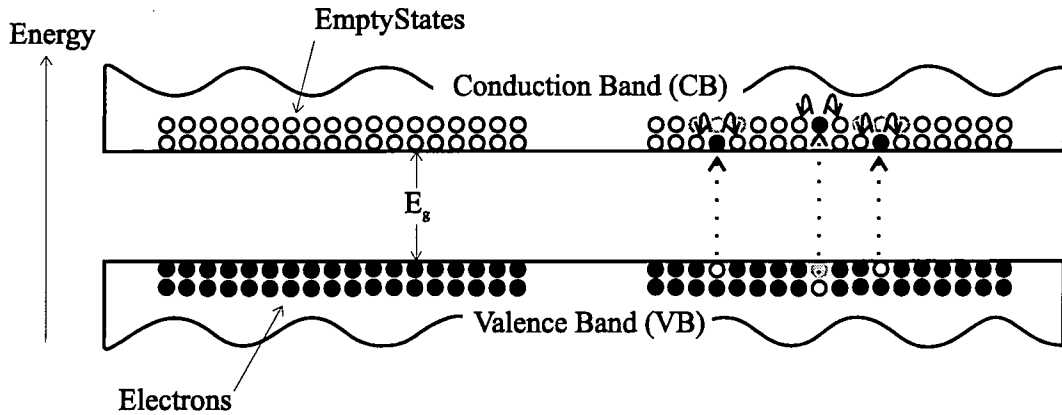 EmptyStates
Energy
Conduction Band (CB)
Eg
Valence Band (VB)
Electrons